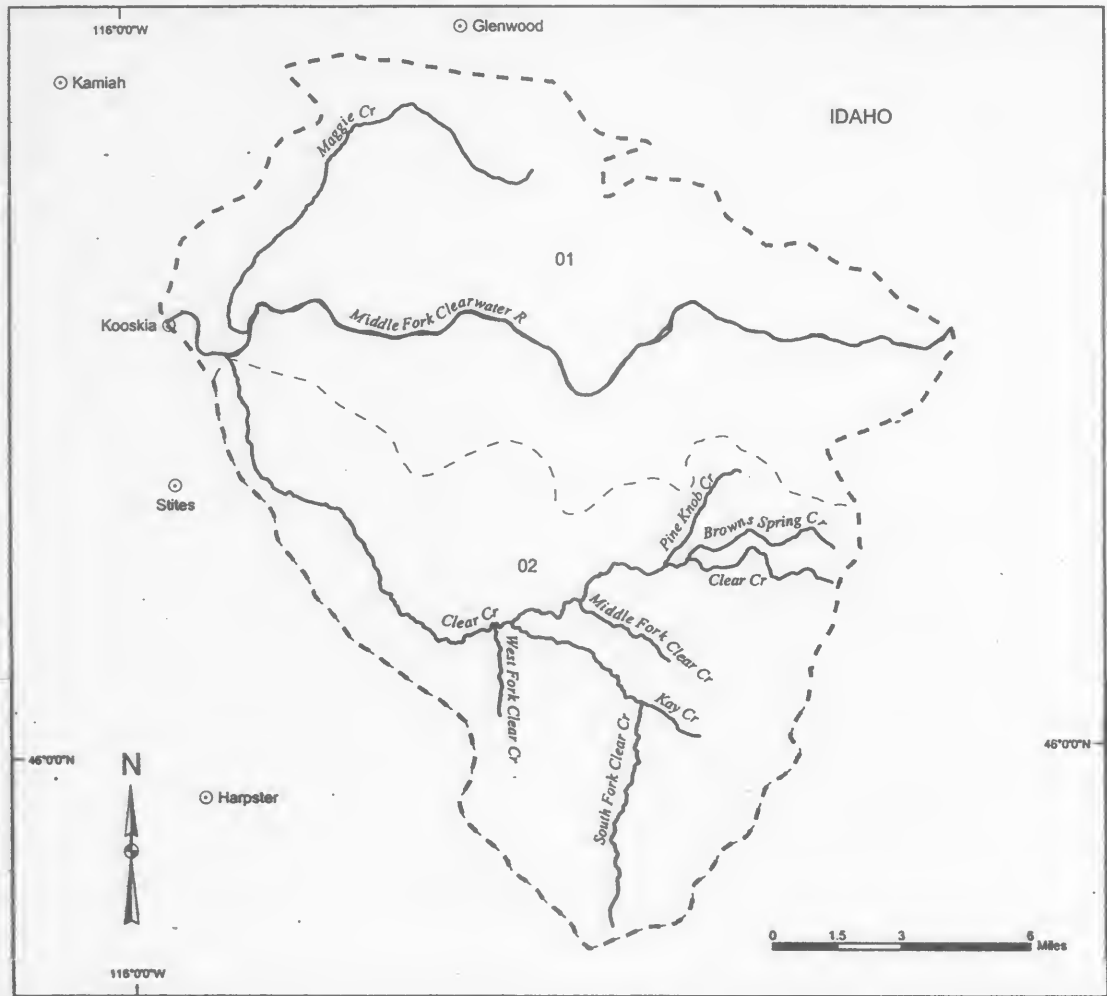 116°0'0"W
Glenwood
Kamiah
IDAHO
Maggie Cr
01
Middle Fork Clearwater R
Kooskia
Stites
Pine Knob Cr
Browns Spring Cr
02
Clear Cr
Clear Cr
Middle Fork Clear Cr
West Fork Clear Cr
Kay Cr
South Fork Clear Cr
46°0'0"N
46°0'0"N
N
Harpster
0 1.5 3 6
Miles
116°0'0"W